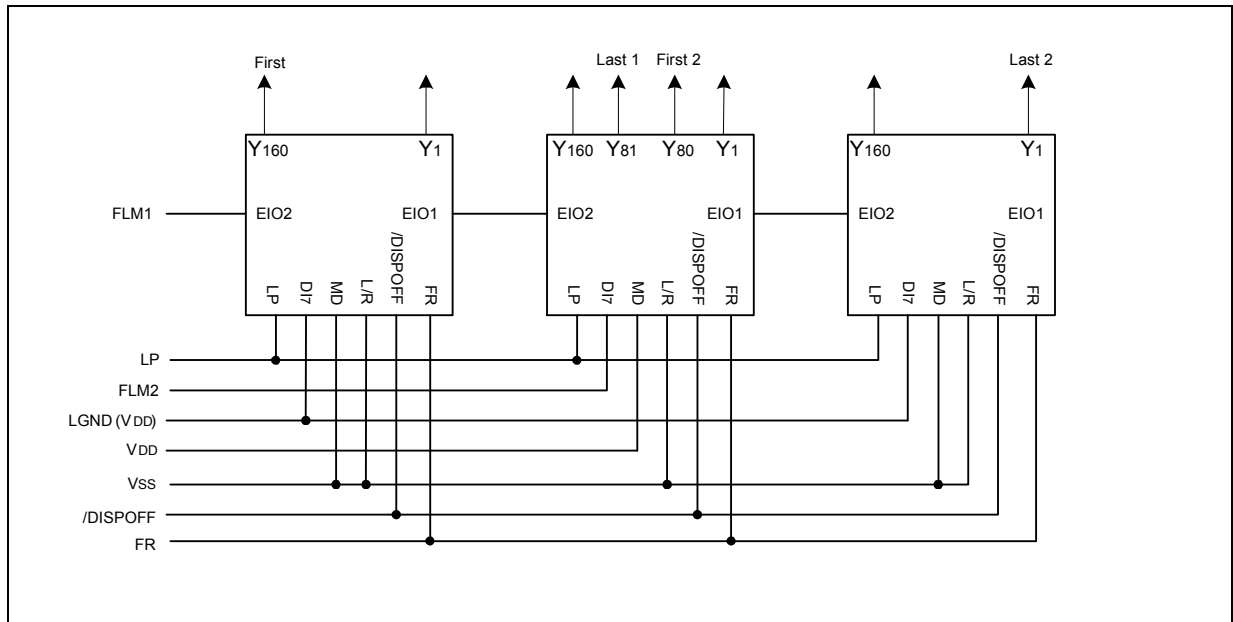 First Last 1 First 2 Last 2
Y160 Y1 Y160 Y81 Y80 Y1 Y160 Y1
FLM1 EIO2 EIO1 EIO2 EIO1 EIO2 EIO1
LP DI7 MD L/R /DISPOFF FR LP DI7 MD L/R /DISPOFF FR LP DI7 MD L/R /DISPOFF FR
LP
FLM2
LGND (VDD)
VDD
VSS
/DISPOFF
FR